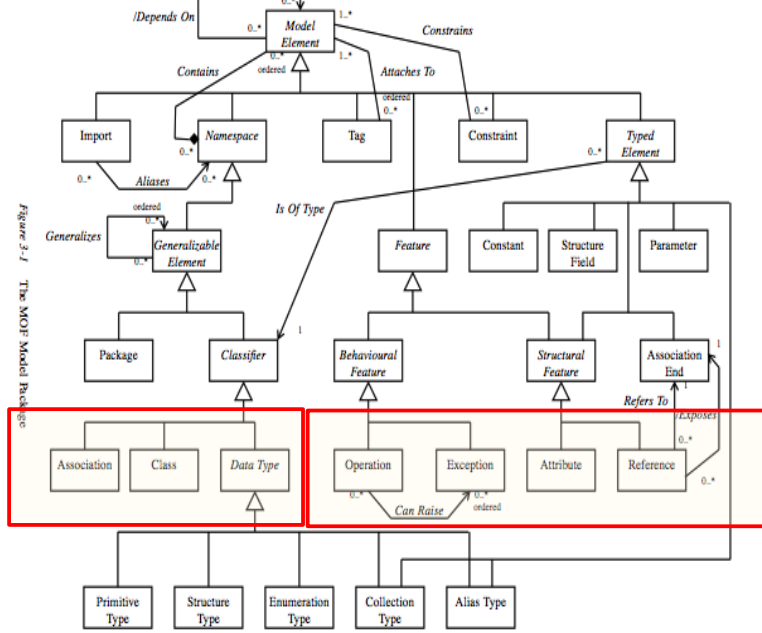 /Depends On
0..*
0..*
1..*
Model
Element
Constrains
0..*
ordered
1..*
Contains
Attaches To
ordered
0..*
0..*
Import
Namespace
Tag
Constraint
Typed
Element
0..*
0..*
0..*
Aliases
0..*
Is Of Type
ordered
0..*
Generalizes
0..*
Generalizable
Element
Feature
Constant
Structure
Field
Parameter
Figure 3-1 The MOF Model Package
1
1
Package
Classifier
Behavioural
Feature
Structural
Feature
Association
End
1
Refers To
/Exposes
0..*
Association
Class
Data Type
Operation
Exception
Attribute
Reference
0..*
0..*
0..*
ordered
Can Raise
Primitive
Type
Structure
Type
Enumeration
Type
Collection
Type
Alias Type